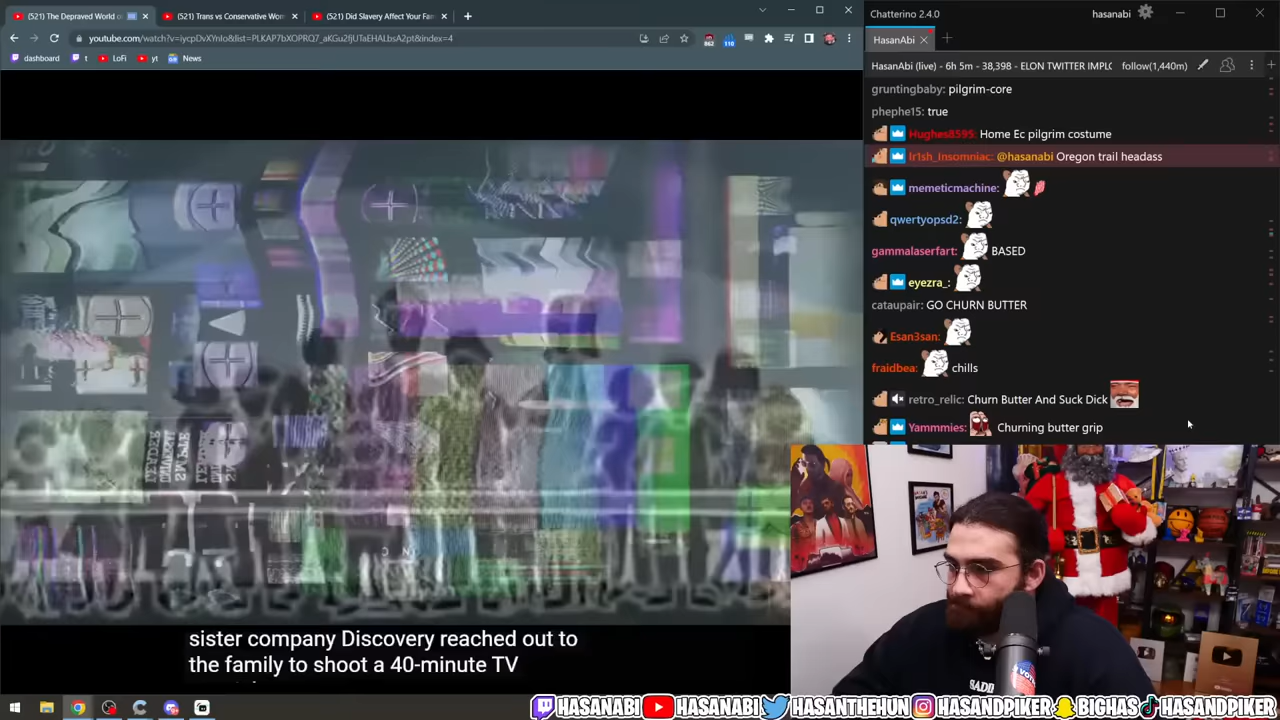 (521) The Depraved World o
(521) Trans vs Conservative Wom
(521) Did Slavery Affect Your Fam
youtube.com/watch?v=iycpDvXYnIo&list=PLKAP7bXOPRQ7_aKGu2fjUTaEHALbsA2pt&index=4
dashboard
t
LoFi
yt
News
862
110
Chatterino 2.4.0
hasanabi
HasanAbi
HasanAbi (live) - 6h 5m - 38,398 - ELON TWITTER IMPLO
follow(1,440m)
gruntingbaby: pilgrim-core
phephe15: true
Hughes8595: Home Ec pilgrim costume
Ir1sh_Insomniac: @hasanabi Oregon trail headass
memeticmachine:
qwertyopsd2:
gammalaserfart: BASED
eyezra_:
cataupair: GO CHURN BUTTER
Esan3san:
fraidbea: chills
retro_relic: Churn Butter And Suck Dick
Yammmies: Churning butter grip
sister company Discovery reached out to
the family to shoot a 40-minute TV
HASANABI
HASANABI
HASANTHEHUN
HASANDPIKER
BIGHAS
HASANDPIKER